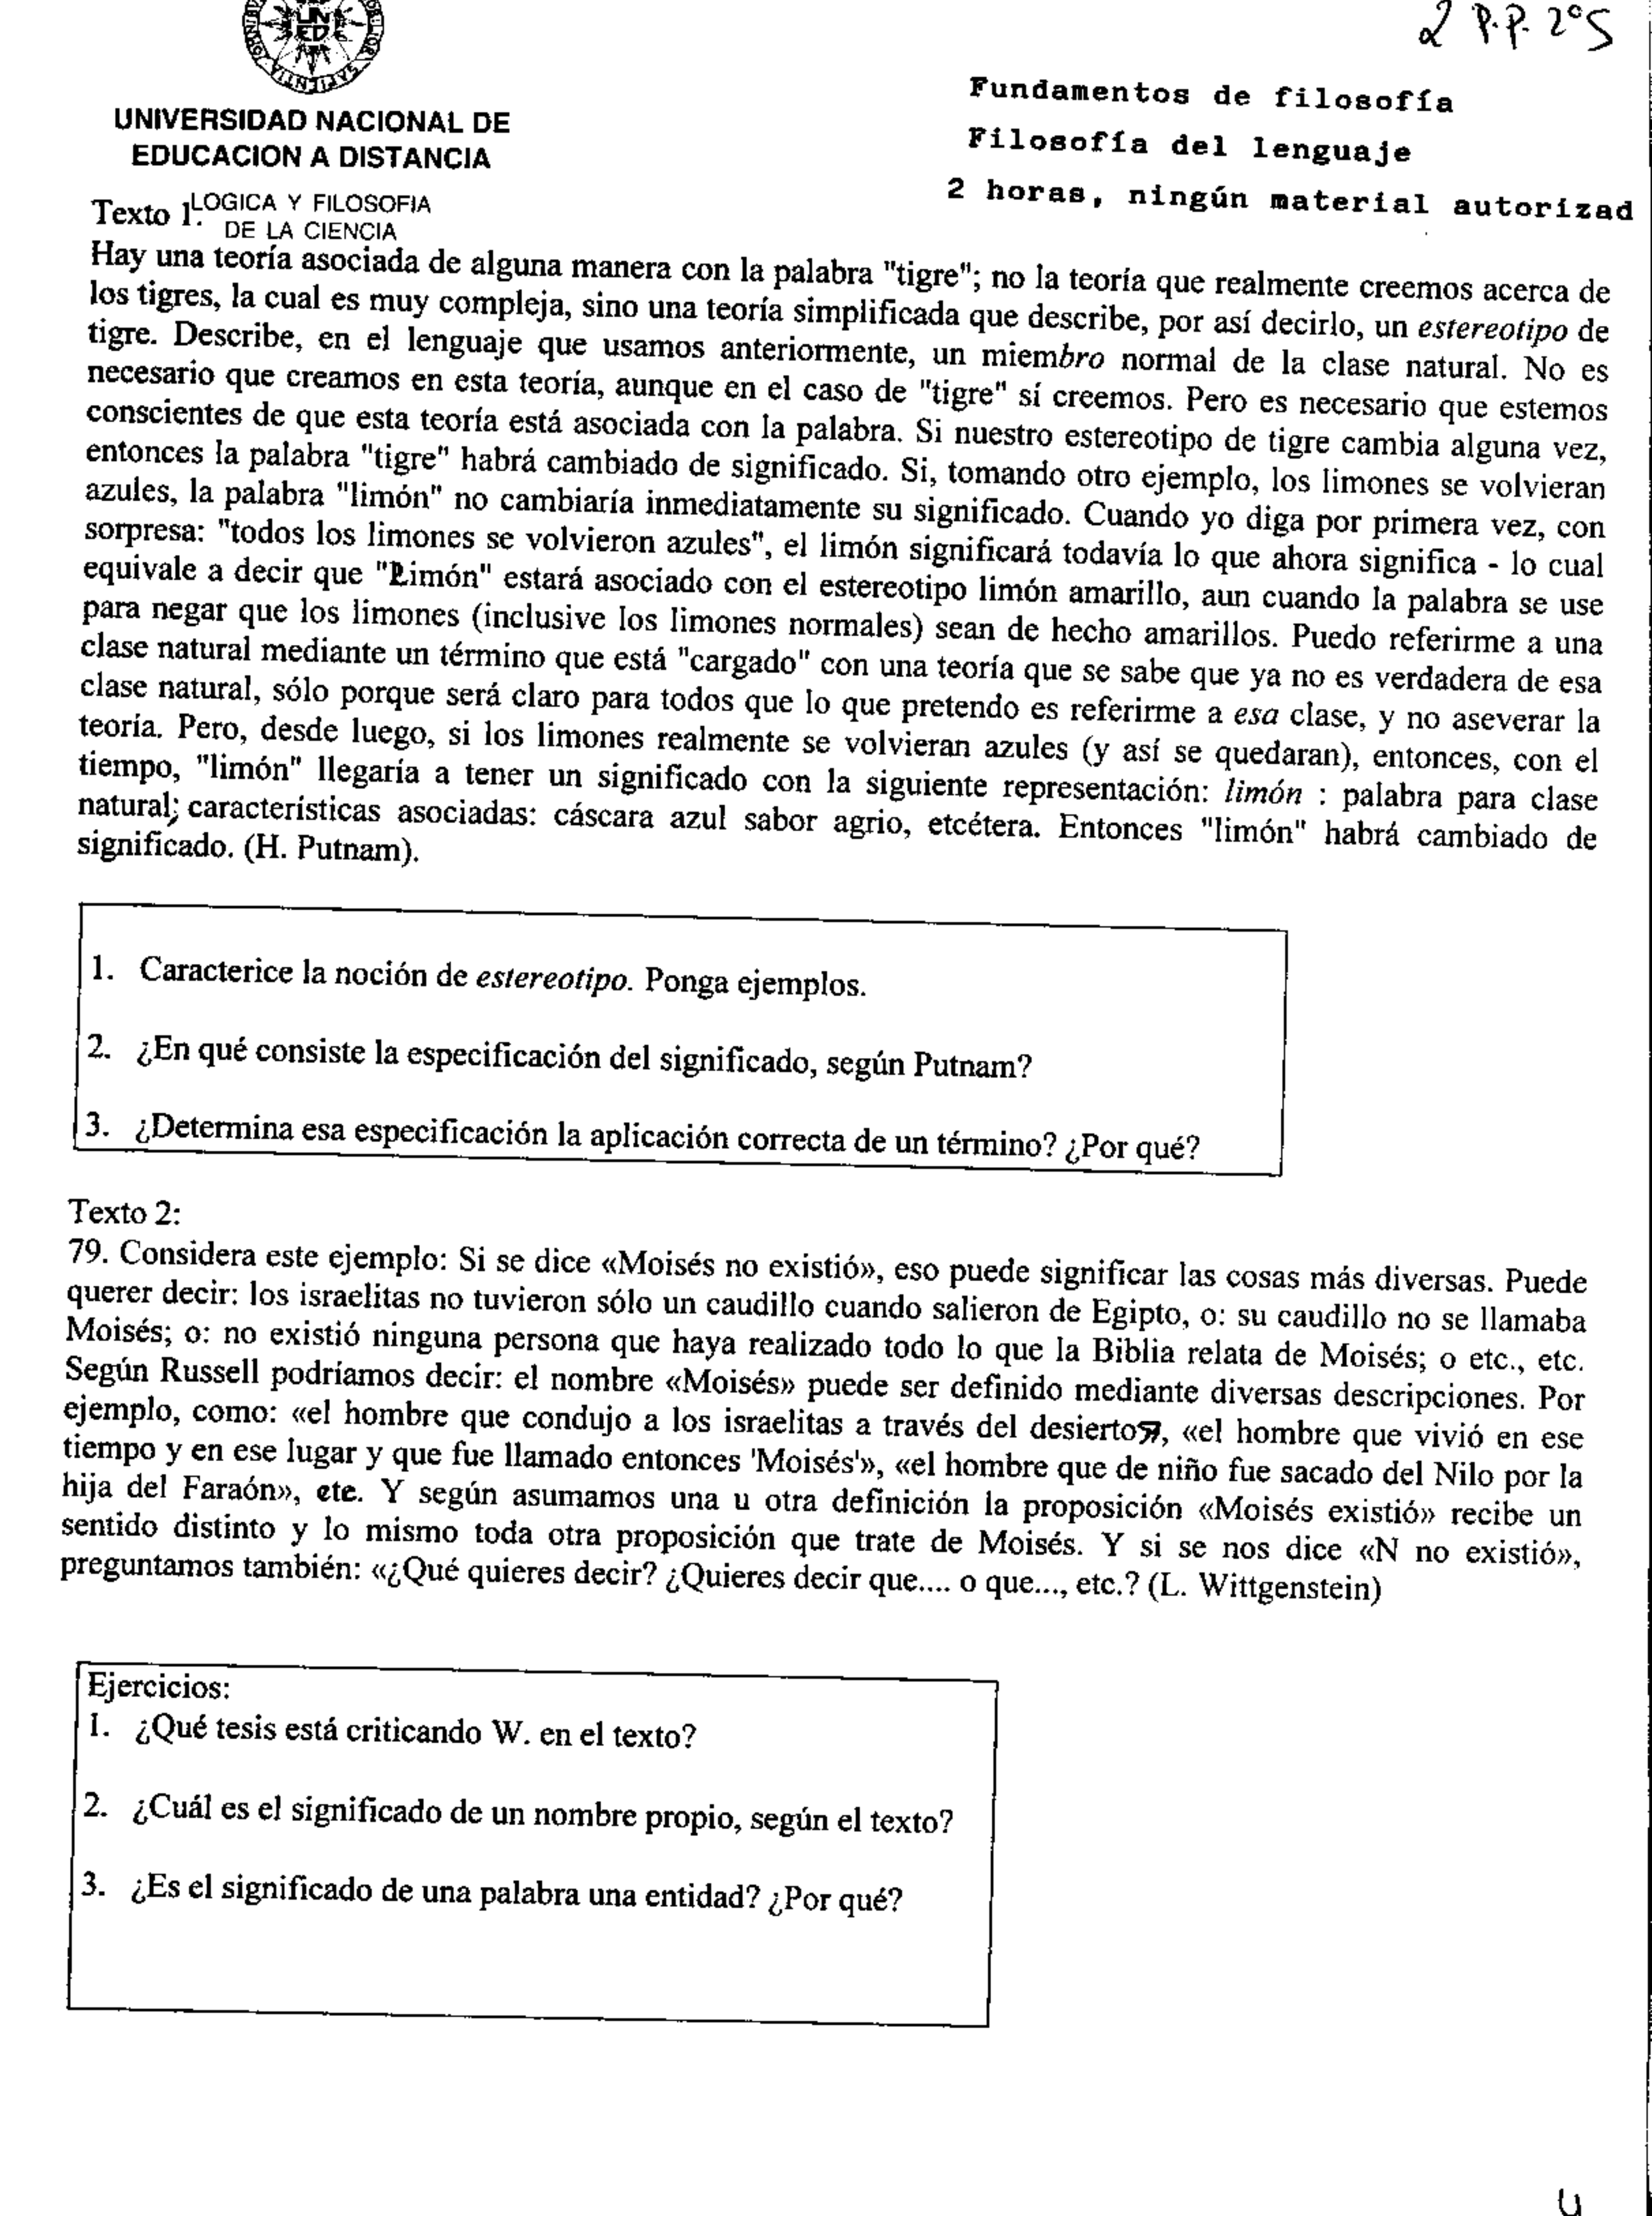 2 P.P. 2ºS
UN
ED
UNIVERSIDAD NACIONAL DE
EDUCACION A DISTANCIA
Fundamentos de filosofía
Filosofía del lenguaje
2 horas, ningún material autorizad
LOGICA Y FILOSOFIA
DE LA CIENCIA
Texto 1:
Hay una teoría asociada de alguna manera con la palabra "tigre"; no la teoría que realmente creemos acerca de
los tigres, la cual es muy compleja, sino una teoría simplificada que describe, por así decirlo, un estereotipo de
tigre. Describe, en el lenguaje que usamos anteriormente, un miembro normal de la clase natural. No es
necesario que creamos en esta teoría, aunque en el caso de "tigre" sí creemos. Pero es necesario que estemos
conscientes de que esta teoría está asociada con la palabra. Si nuestro estereotipo de tigre cambia alguna vez,
entonces la palabra "tigre" habrá cambiado de significado. Si, tomando otro ejemplo, los limones se volvieran
azules, la palabra "limón" no cambiaría inmediatamente su significado. Cuando yo diga por primera vez, con
sorpresa: "todos los limones se volvieron azules", el limón significará todavía lo que ahora significa - lo cual
equivale a decir que "Limón" estará asociado con el estereotipo limón amarillo, aun cuando la palabra se use
para negar que los limones (inclusive los limones normales) sean de hecho amarillos. Puedo referirme a una
clase natural mediante un término que está "cargado" con una teoría que se sabe que ya no es verdadera de esa
clase natural, sólo porque será claro para todos que lo que pretendo es referirme a esa clase, y no aseverar la
teoría. Pero, desde luego, si los limones realmente se volvieran azules (y así se quedaran), entonces, con el
tiempo, "limón" llegaría a tener un significado con la siguiente representación: limón : palabra para clase
natural; características asociadas: cáscara azul sabor agrio, etcétera. Entonces "limón" habrá cambiado de
significado. (H. Putnam).
1. Caracterice la noción de estereotipo. Ponga ejemplos.
2. ¿En qué consiste la especificación del significado, según Putnam?
3. ¿Determina esa especificación la aplicación correcta de un término? ¿Por qué?
Texto 2:
79. Considera este ejemplo: Si se dice «Moisés no existió», eso puede significar las cosas más diversas. Puede
querer decir: los israelitas no tuvieron sólo un caudillo cuando salieron de Egipto, o: su caudillo no se llamaba
Moisés; o: no existió ninguna persona que haya realizado todo lo que la Biblia relata de Moisés; o etc., etc.
Según Russell podríamos decir: el nombre «Moisés» puede ser definido mediante diversas descripciones. Por
ejemplo, como: «el hombre que condujo a los israelitas a través del desierto», «el hombre que vivió en ese
tiempo y en ese lugar y que fue llamado entonces 'Moisés'», «el hombre que de niño fue sacado del Nilo por la
hija del Faraón», ete. Y según asumamos una u otra definición la proposición «Moisés existió» recibe un
sentido distinto y lo mismo toda otra proposición que trate de Moisés. Y si se nos dice «N no existió»,
preguntamos también: «¿Qué quieres decir? ¿Quieres decir que.... o que..., etc.? (L. Wittgenstein)
Ejercicios:
1. ¿Qué tesis está criticando W. en el texto?
2. ¿Cuál es el significado de un nombre propio, según el texto?
3. ¿Es el significado de una palabra una entidad? ¿Por qué?